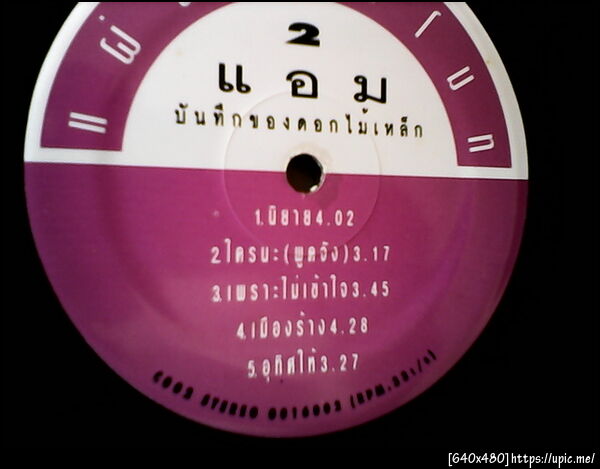 2
แอม
บันทึกของดอกไม้เหล็ก
1.นิยาย4.02
2.ใครนะ(พูดจัง)3.17
3.เพราะไม่เข้าใจ3.45
4.เมืองร้าง4.28
5.อุทิศให้3.27
STEREO
[640x480]https://upic.me/